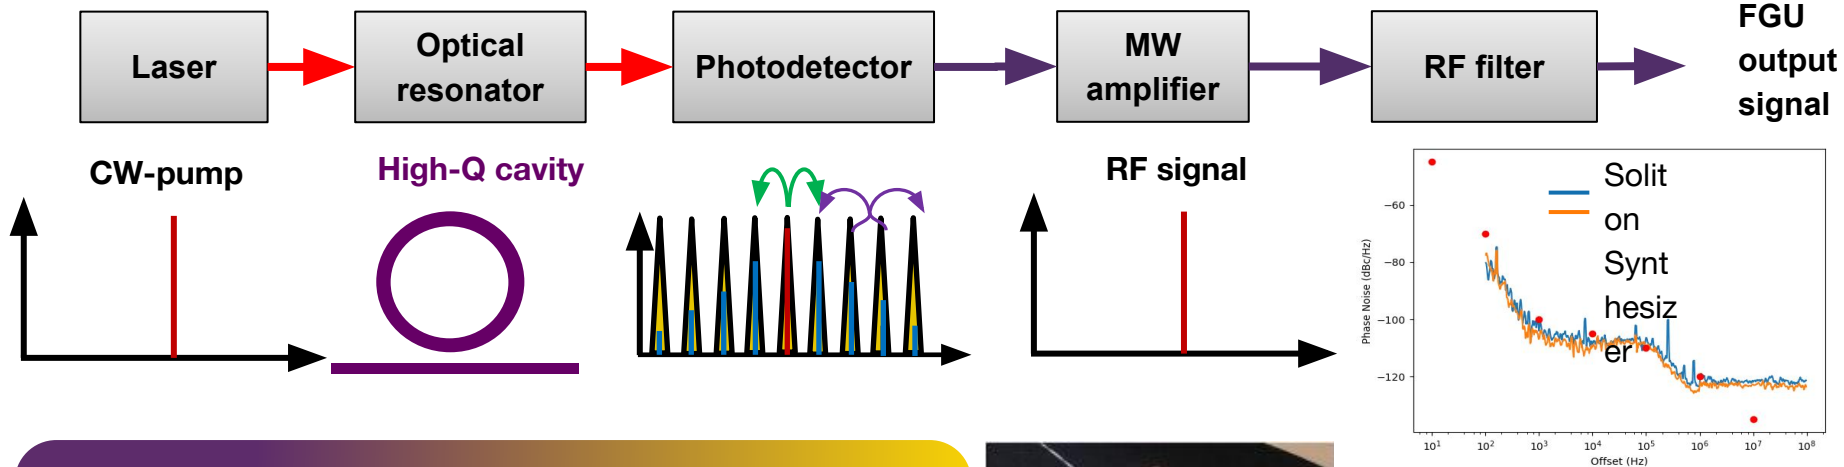 Laser
Optical
resonator
Photodetector
MW
amplifier
RF filter
FGU
output
signal
CW-pump
High-Q cavity
RF signal
Solit
on
Synt
hesiz
er
Phase Noise (dBc/Hz)
−60
−80
−100
−120
10¹ 10² 10³ 10⁴ 10⁵ 10⁶ 10⁷ 10⁸
Offset (Hz)